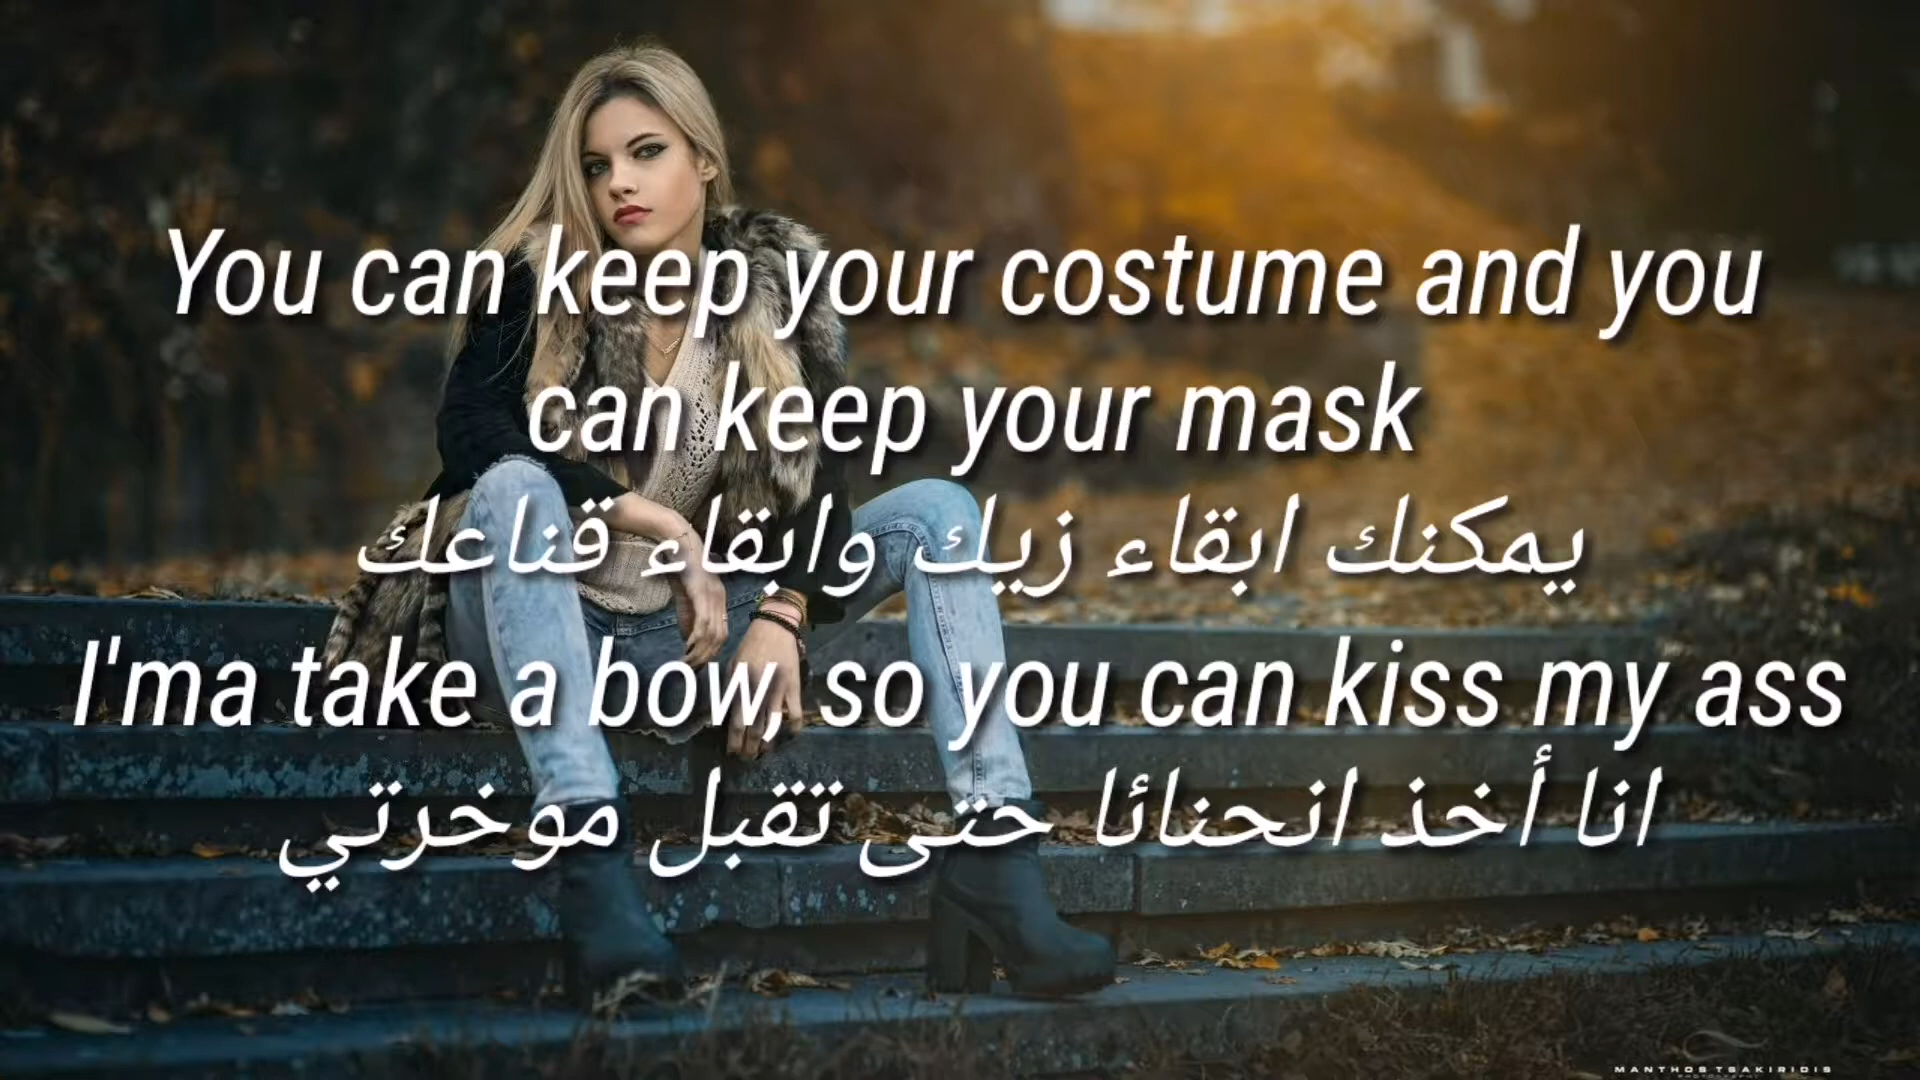 You can keep your costume and you
can keep your mask
يمكنك ابقاء زيك وابقاء قناعك
I'ma take a bow, so you can kiss my ass
انا أخذ انحنائا حتى تقبل موخرتي
MANTHOS TSAKIRIDIS
PHOTOGRAPHY